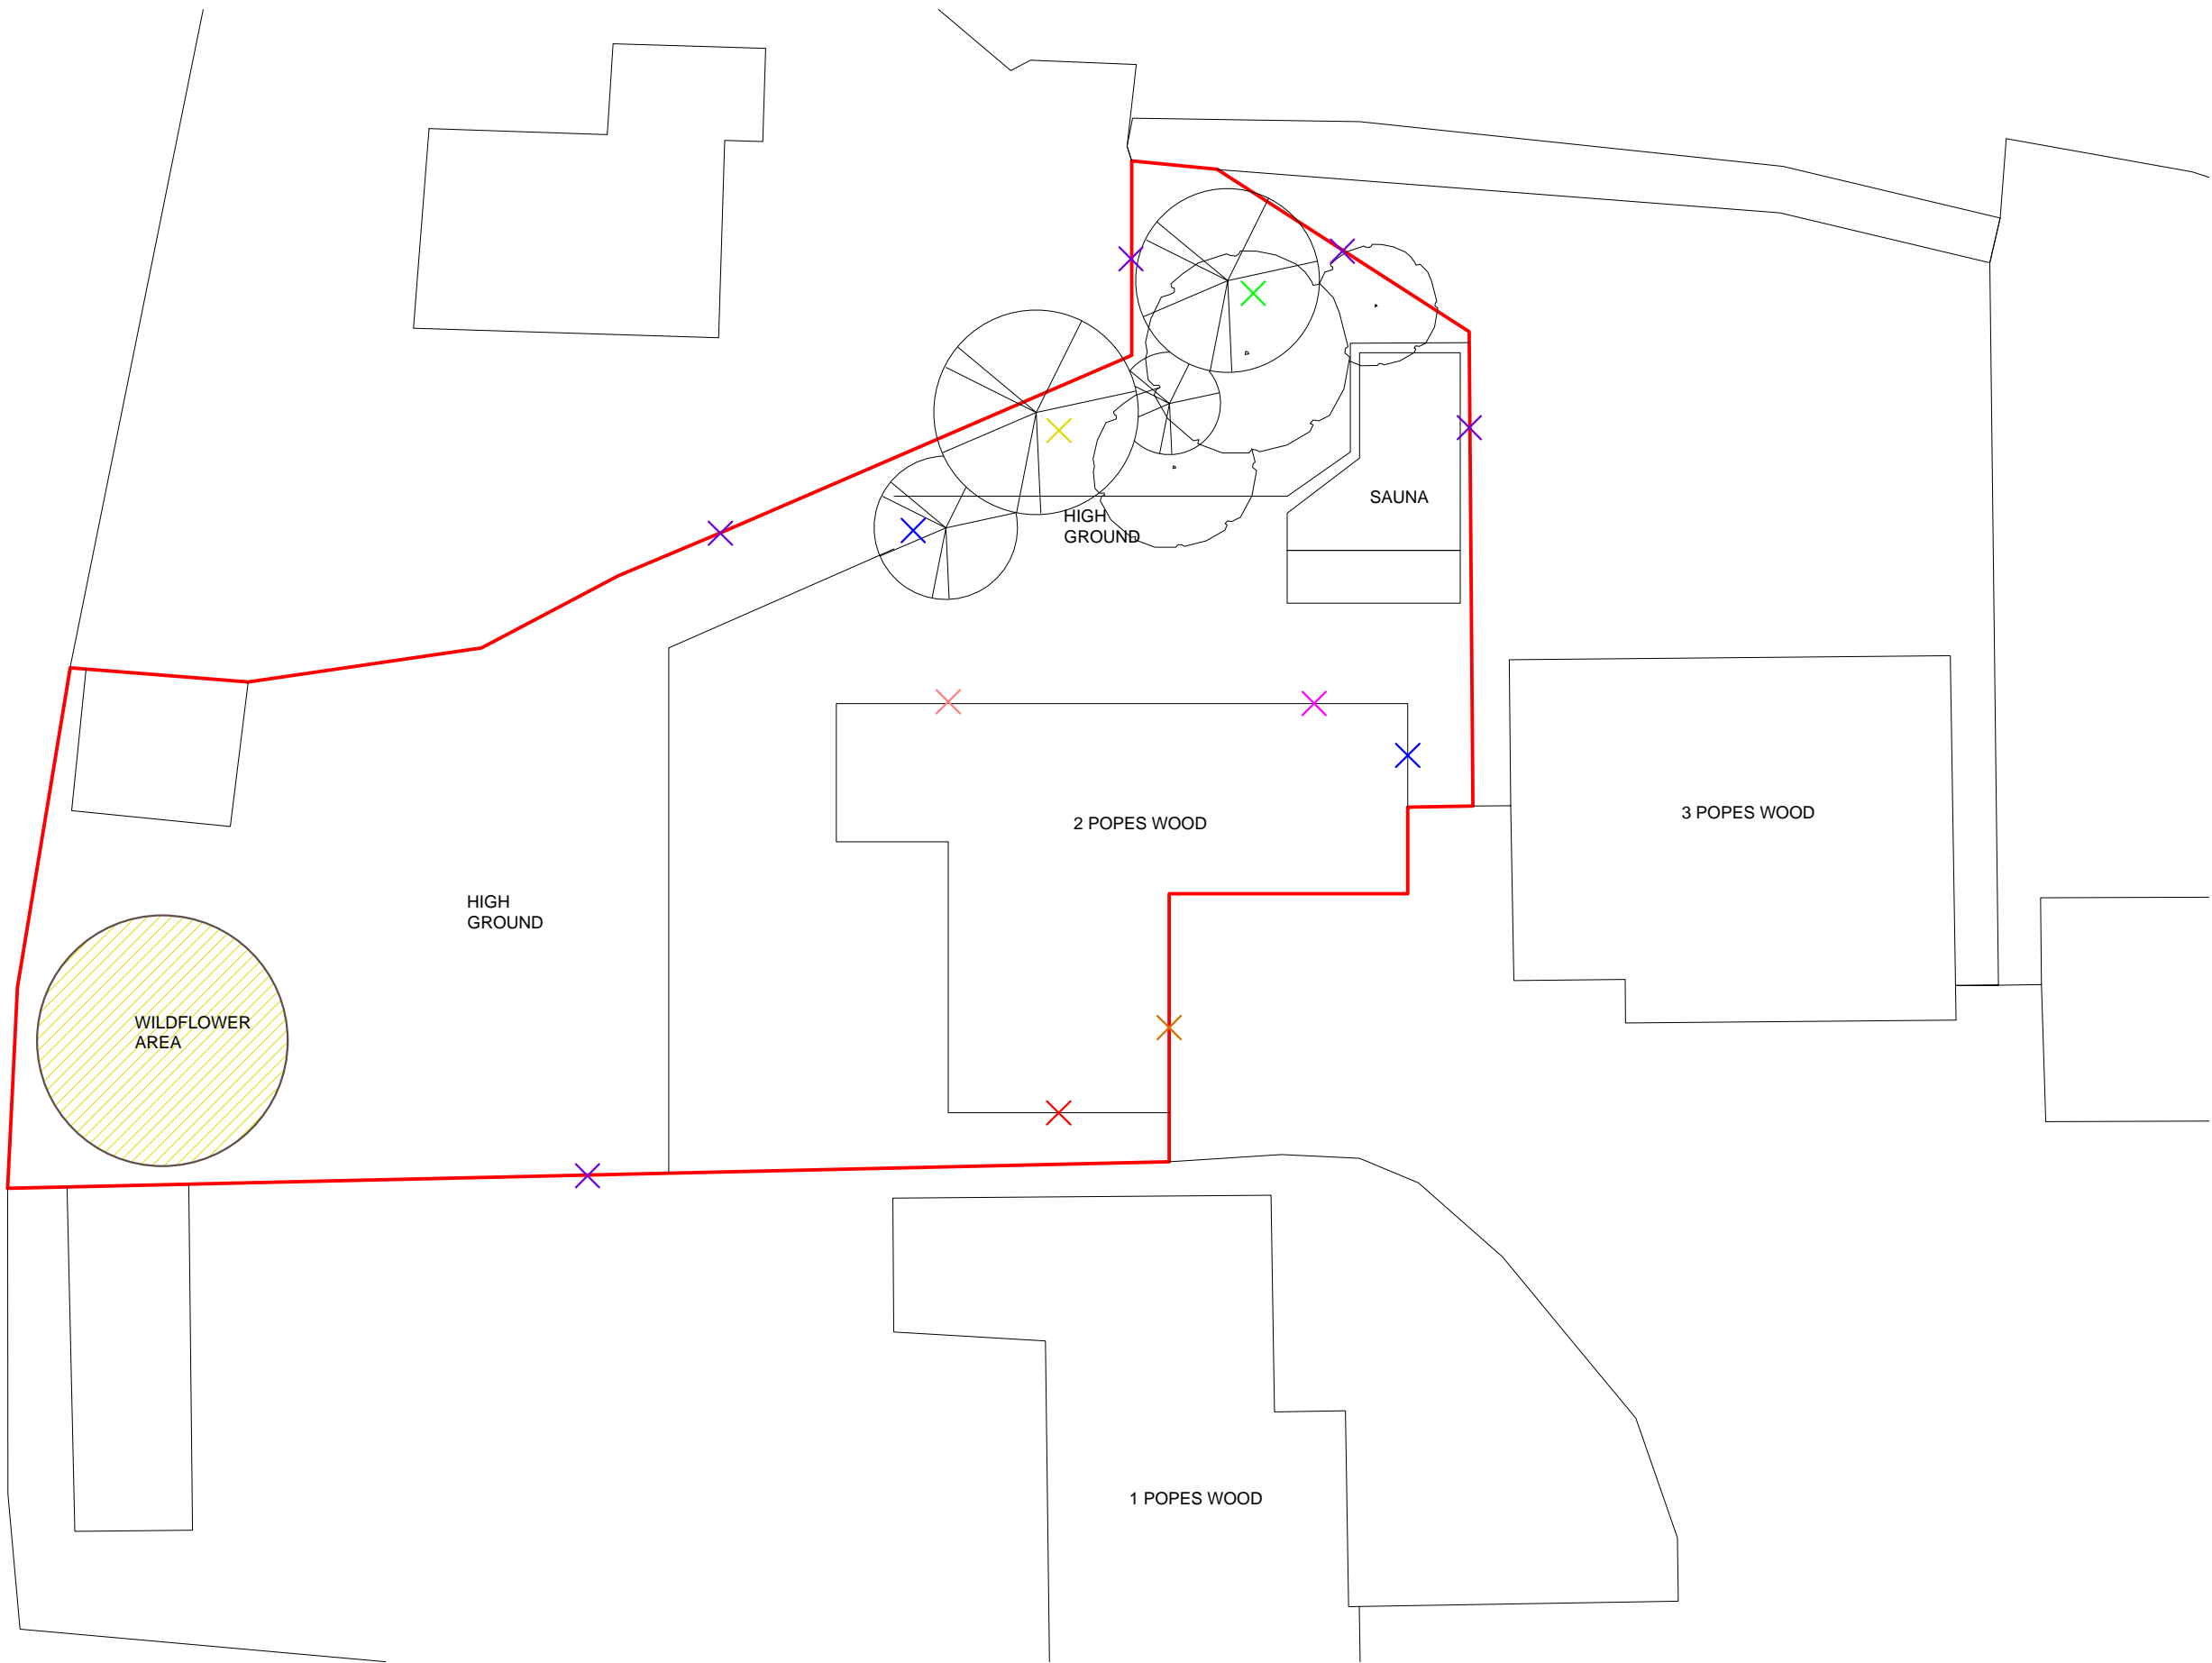 SAUNA
HIGH
GROUND
3 POPES WOOD
2 POPES WOOD
HIGH
GROUND
WILDFLOWER
AREA
1 POPES WOOD